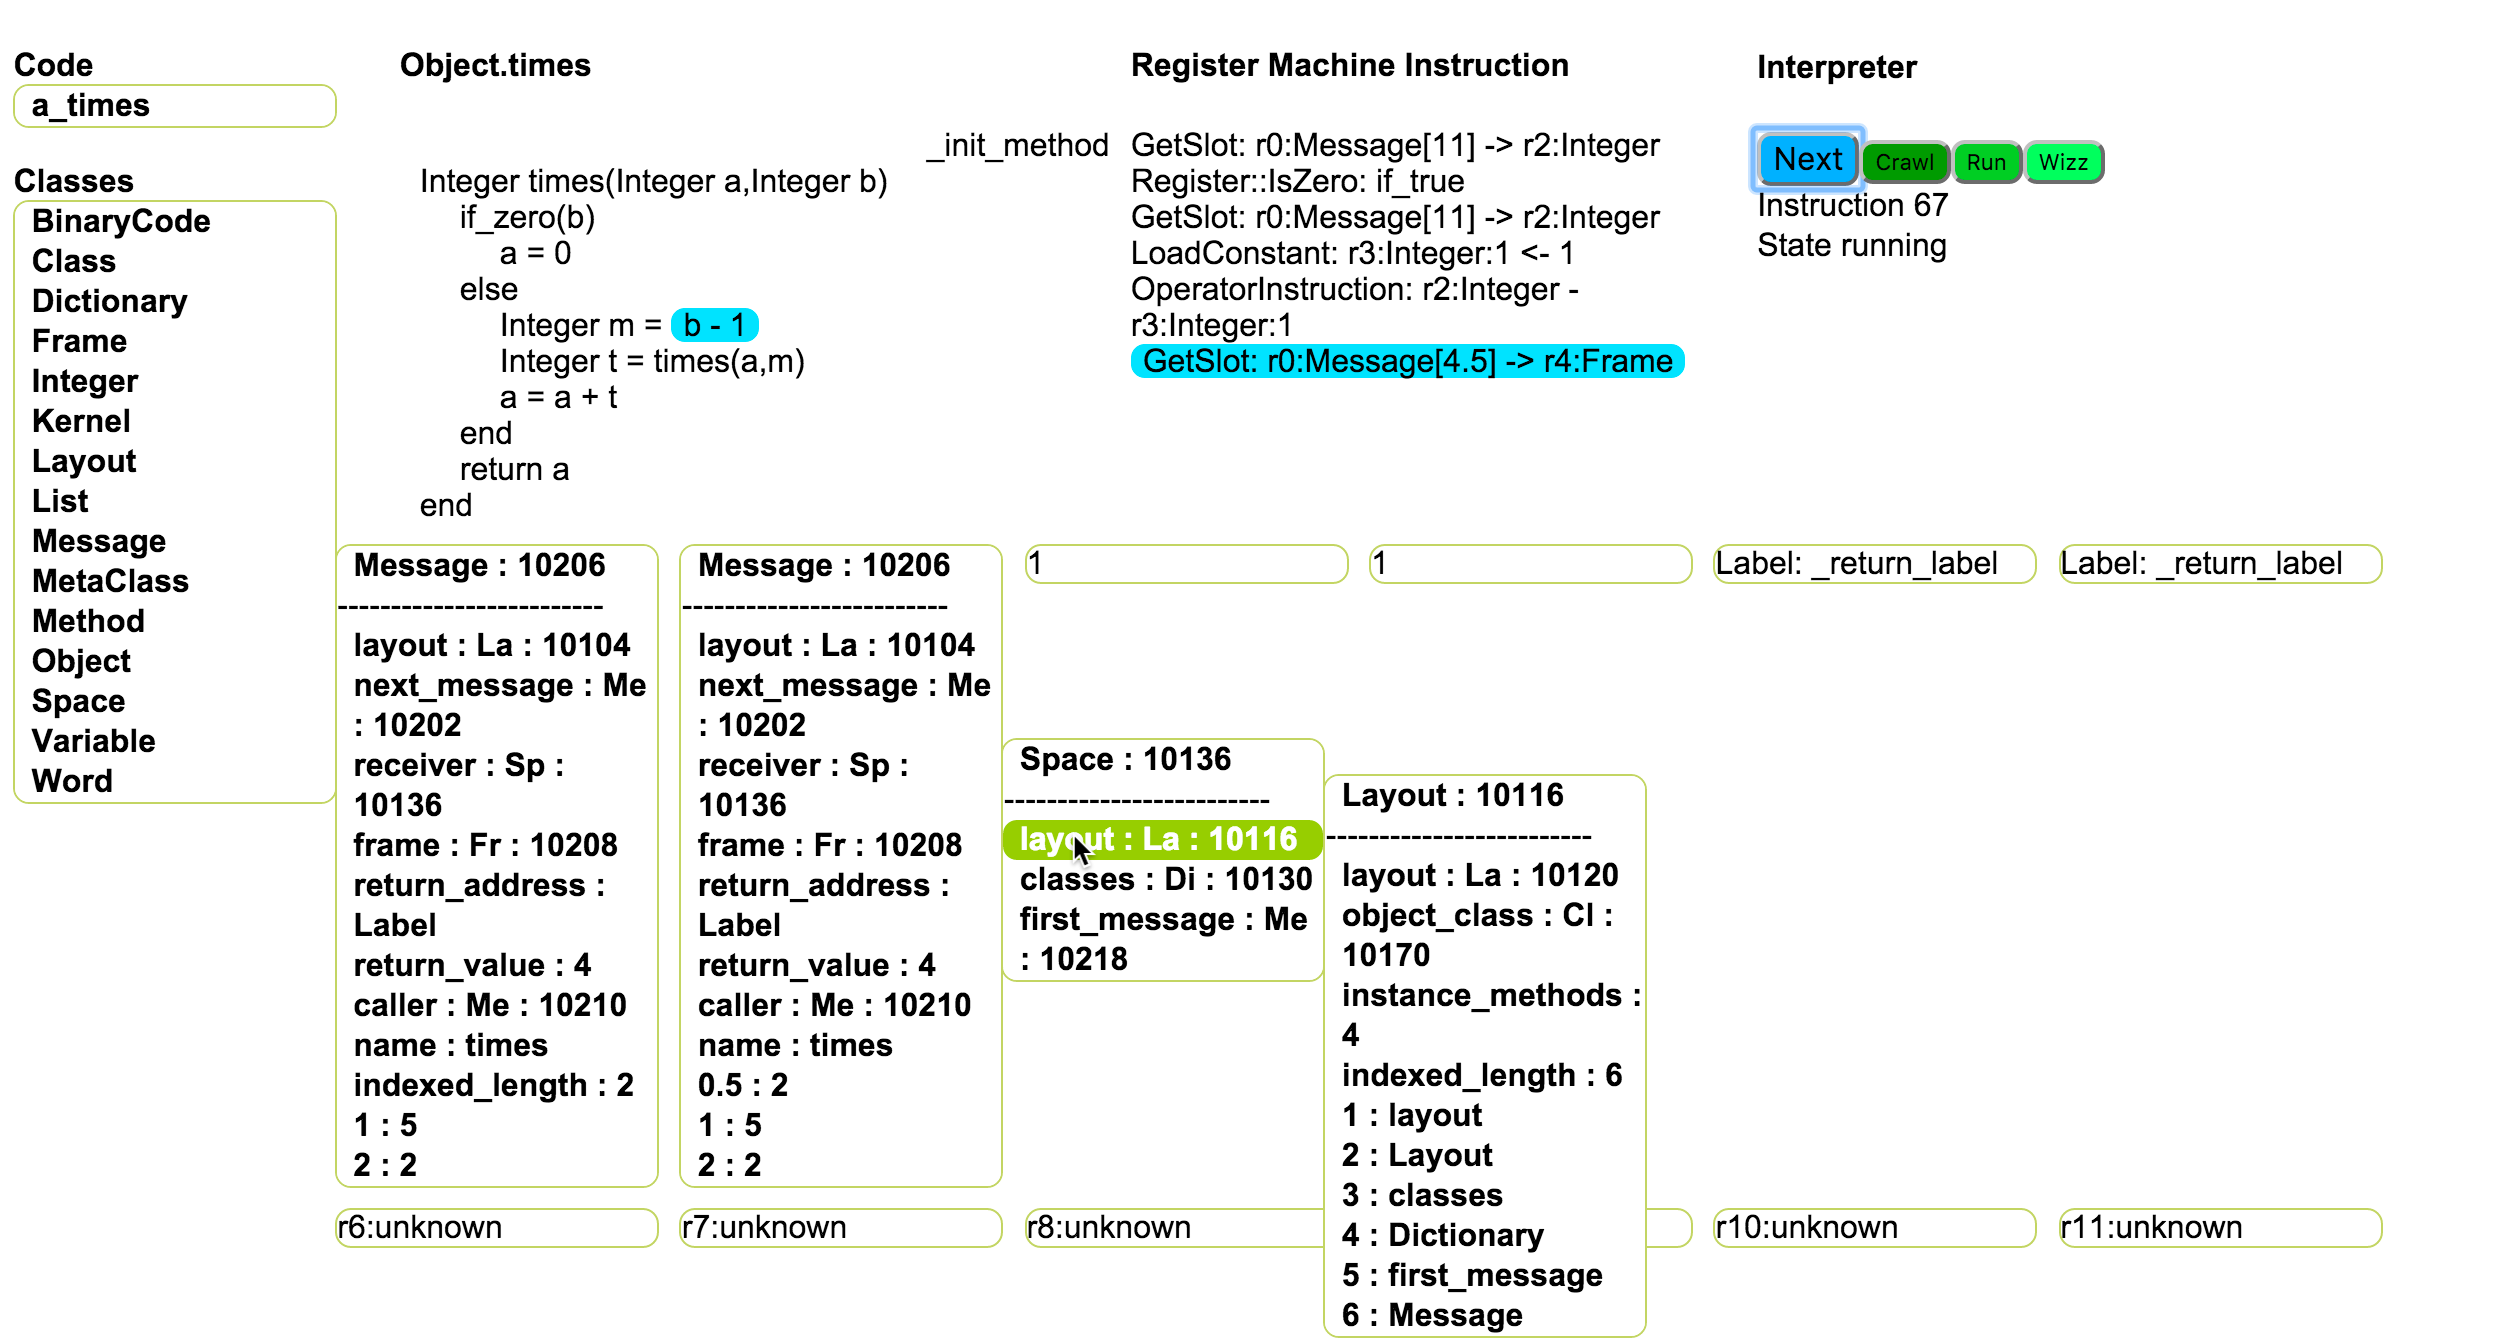 Code
a_times
Classes
BinaryCode
Class
Dictionary
Frame
Integer
Kernel
Layout
List
Message
MetaClass
Method
Object
Space
Variable
Word
Object.times
Integer times(Integer a,Integer b)
if_zero(b)
a = 0
else
Integer m = b - 1
Integer t = times(a,m)
a = a + t
end
return a
end
Register Machine Instruction
_init_method
GetSlot: r0:Message[11] -> r2:Integer
Register::IsZero: if_true
GetSlot: r0:Message[11] -> r2:Integer
LoadConstant: r3:Integer:1 <- 1
OperatorInstruction: r2:Integer -
r3:Integer:1
GetSlot: r0:Message[4.5] -> r4:Frame
Interpreter
Next Crawl Run Wizz
Instruction 67
State running
Message : 10206
-------------------------
layout : La : 10104
next_message : Me
: 10202
receiver : Sp :
10136
frame : Fr : 10208
return_address :
Label
return_value : 4
caller : Me : 10210
name : times
indexed_length : 2
1 : 5
2 : 2
Message : 10206
-------------------------
layout : La : 10104
next_message : Me
: 10202
receiver : Sp :
10136
frame : Fr : 10208
return_address :
Label
return_value : 4
caller : Me : 10210
name : times
0.5 : 2
1 : 5
2 : 2
1
1
Label: _return_label
Label: _return_label
Space : 10136
-------------------------
layout : La : 10116
classes : Di : 10130
first_message : Me
: 10218
Layout : 10116
-------------------------
layout : La : 10120
object_class : Cl :
10170
instance_methods :
4
indexed_length : 6
1 : layout
2 : Layout
3 : classes
4 : Dictionary
5 : first_message
6 : Message
r6:unknown
r7:unknown
r8:unknown
r10:unknown
r11:unknown